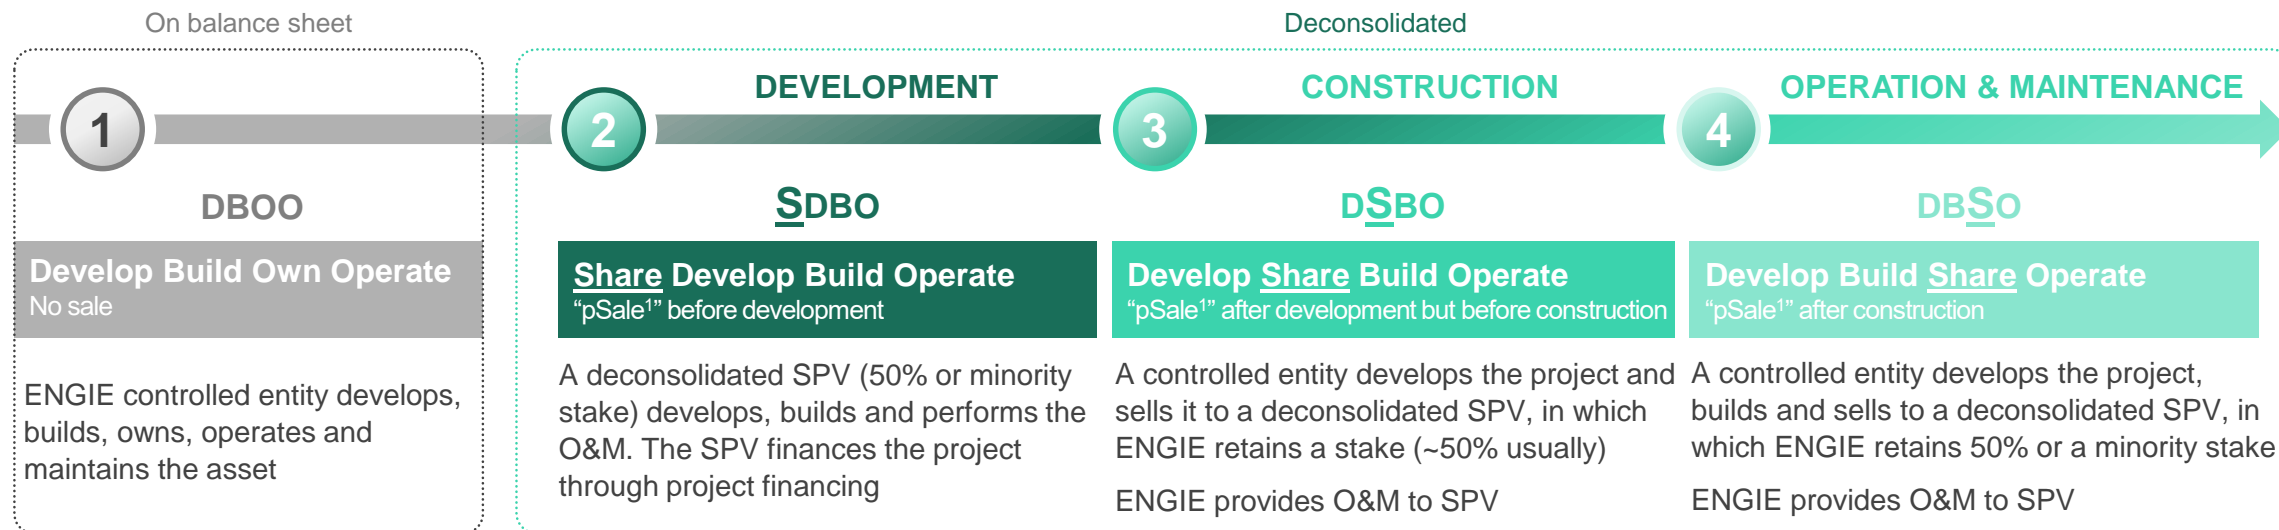 On balance sheet
Deconsolidated
DEVELOPMENT
CONSTRUCTION
OPERATION & MAINTENANCE
1
2
3
4
DBOO
SDBO
DSBO
DBSO
Develop Build Own Operate
No sale
Share Develop Build Operate
“pSale¹” before development
Develop Share Build Operate
“pSale¹” after development but before construction
Develop Build Share Operate
“pSale¹” after construction
ENGIE controlled entity develops,
builds, owns, operates and
maintains the asset
A deconsolidated SPV (50% or minority
stake) develops, builds and performs the
O&M. The SPV finances the project
through project financing
A controlled entity develops the project and
sells it to a deconsolidated SPV, in which
ENGIE retains a stake (~50% usually)
ENGIE provides O&M to SPV
A controlled entity develops the project,
builds and sells to a deconsolidated SPV, in
which ENGIE retains 50% or a minority stake
ENGIE provides O&M to SPV